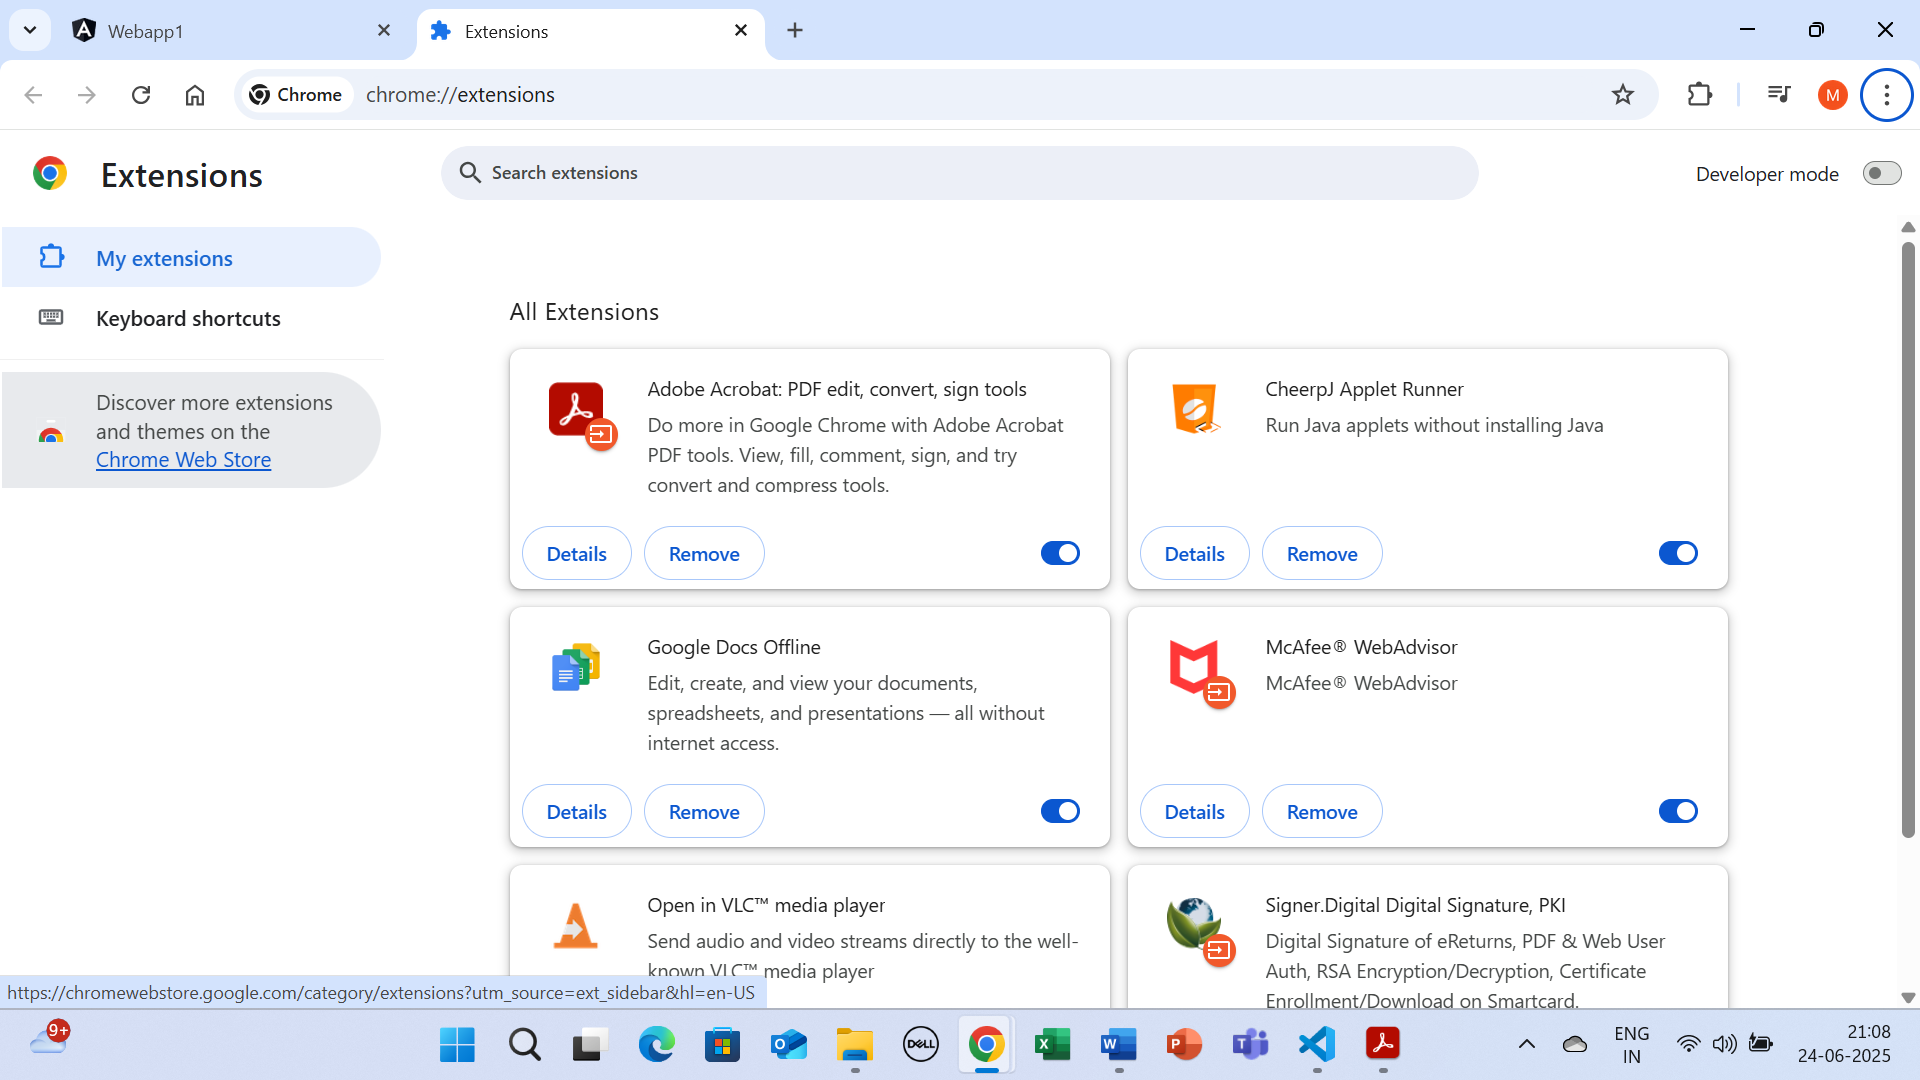 Webapp1
Extensions
Chrome
chrome://extensions
M
Extensions
Search extensions
Developer mode
My extensions
Keyboard shortcuts
Discover more extensions
and themes on the
Chrome Web Store
All Extensions
Adobe Acrobat: PDF edit, convert, sign tools
Do more in Google Chrome with Adobe Acrobat
PDF tools. View, fill, comment, sign, and try
convert and compress tools.
Details
Remove
CheerpJ Applet Runner
Run Java applets without installing Java
Details
Remove
Google Docs Offline
Edit, create, and view your documents,
spreadsheets, and presentations — all without
internet access.
Details
Remove
McAfee® WebAdvisor
McAfee® WebAdvisor
Details
Remove
Open in VLC™ media player
Send audio and video streams directly to the well-
known VLC™ media player
Signer.Digital Digital Signature, PKI
Digital Signature of eReturns, PDF & Web User
Auth, RSA Encryption/Decryption, Certificate
Enrollment/Download on Smartcard.
https://chromewebstore.google.com/category/extensions?utm_source=ext_sidebar&hl=en-US
9+
DELL
ENG
IN
21:08
24-06-2025